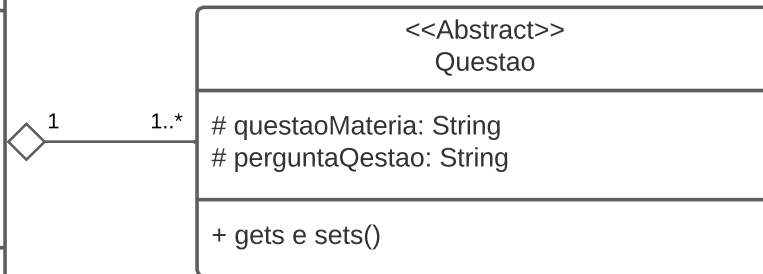 <<Abstract>>
Questao
1
1..*
# questaoMateria: String
# perguntaQestao: String
+ gets e sets()